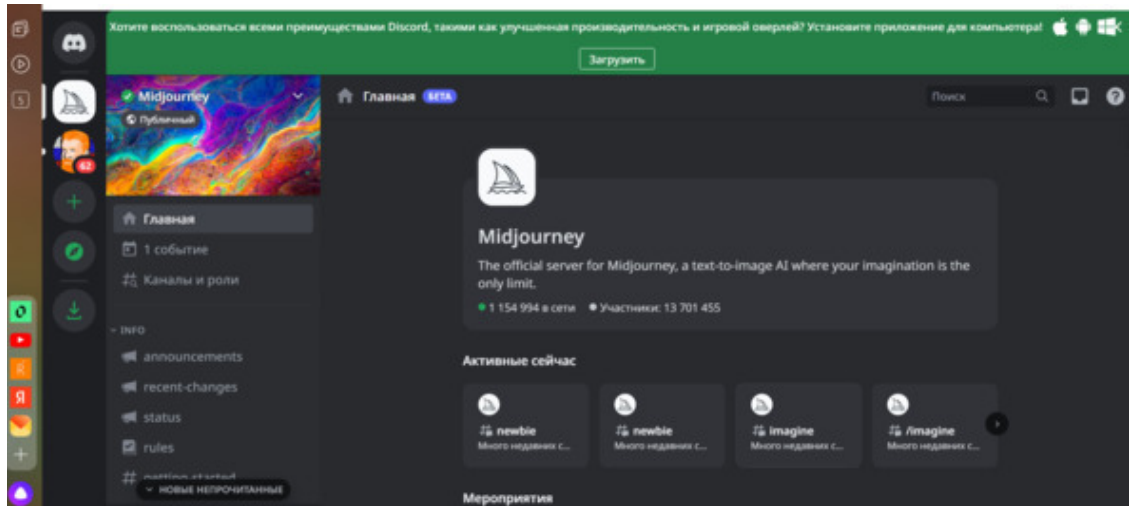 Хотите воспользоваться всеми преимуществами Discord, такими как улучшенная производительность и игровой оверлей? Установите приложение для компьютера!
Загрузить
Midjourney
Публичный
Главная BETA
Поиск
62
Главная
1 событие
Каналы и роли
Midjourney
The official server for Midjourney, a text-to-image AI where your imagination is the
only limit.
1 154 994 в сети Участники: 13 701 455
INFO
announcements
recent-changes
status
rules
getting-started
НОВЫЕ НЕПРОЧИТАННЫЕ
Активные сейчас
newbie
Много недавних с...
newbie
Много недавних с...
imagine
Много недавних с...
/imagine
Много недавних с...
Мероприятия
5
Я